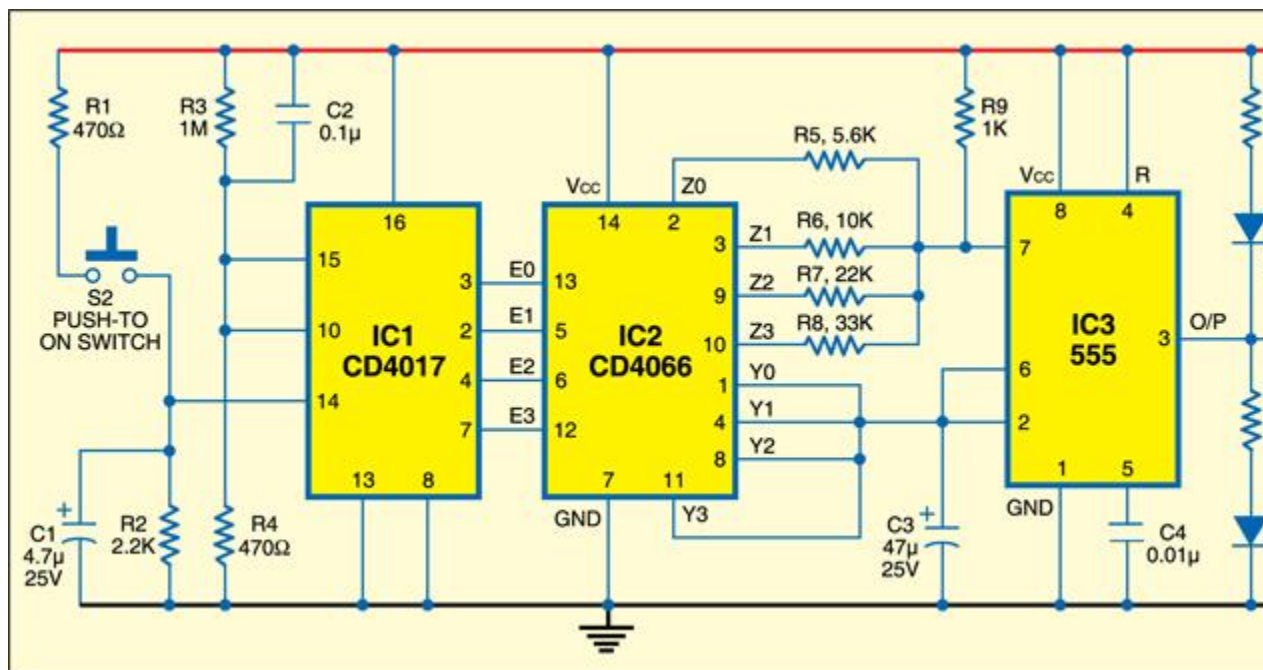 R1
470Ω
R3
1M
C2
0.1µ
S2
PUSH-TO
ON SWITCH
C1
4.7µ
25V
+
R2
2.2K
R4
470Ω
16
15
10
14
13
8
3
2
4
7
IC1
CD4017
E0
E1
E2
E3
Vcc
14
Z0
2
13
5
6
12
IC2
CD4066
3
9
10
1
4
8
7
11
GND
Z1
Z2
Z3
Y0
Y1
Y2
Y3
R5, 5.6K
R6, 10K
R7, 22K
R8, 33K
R9
1K
C3
47µ
25V
+
Vcc
R
8
4
7
6
2
IC3
555
3
O/P
1
5
GND
C4
0.01µ